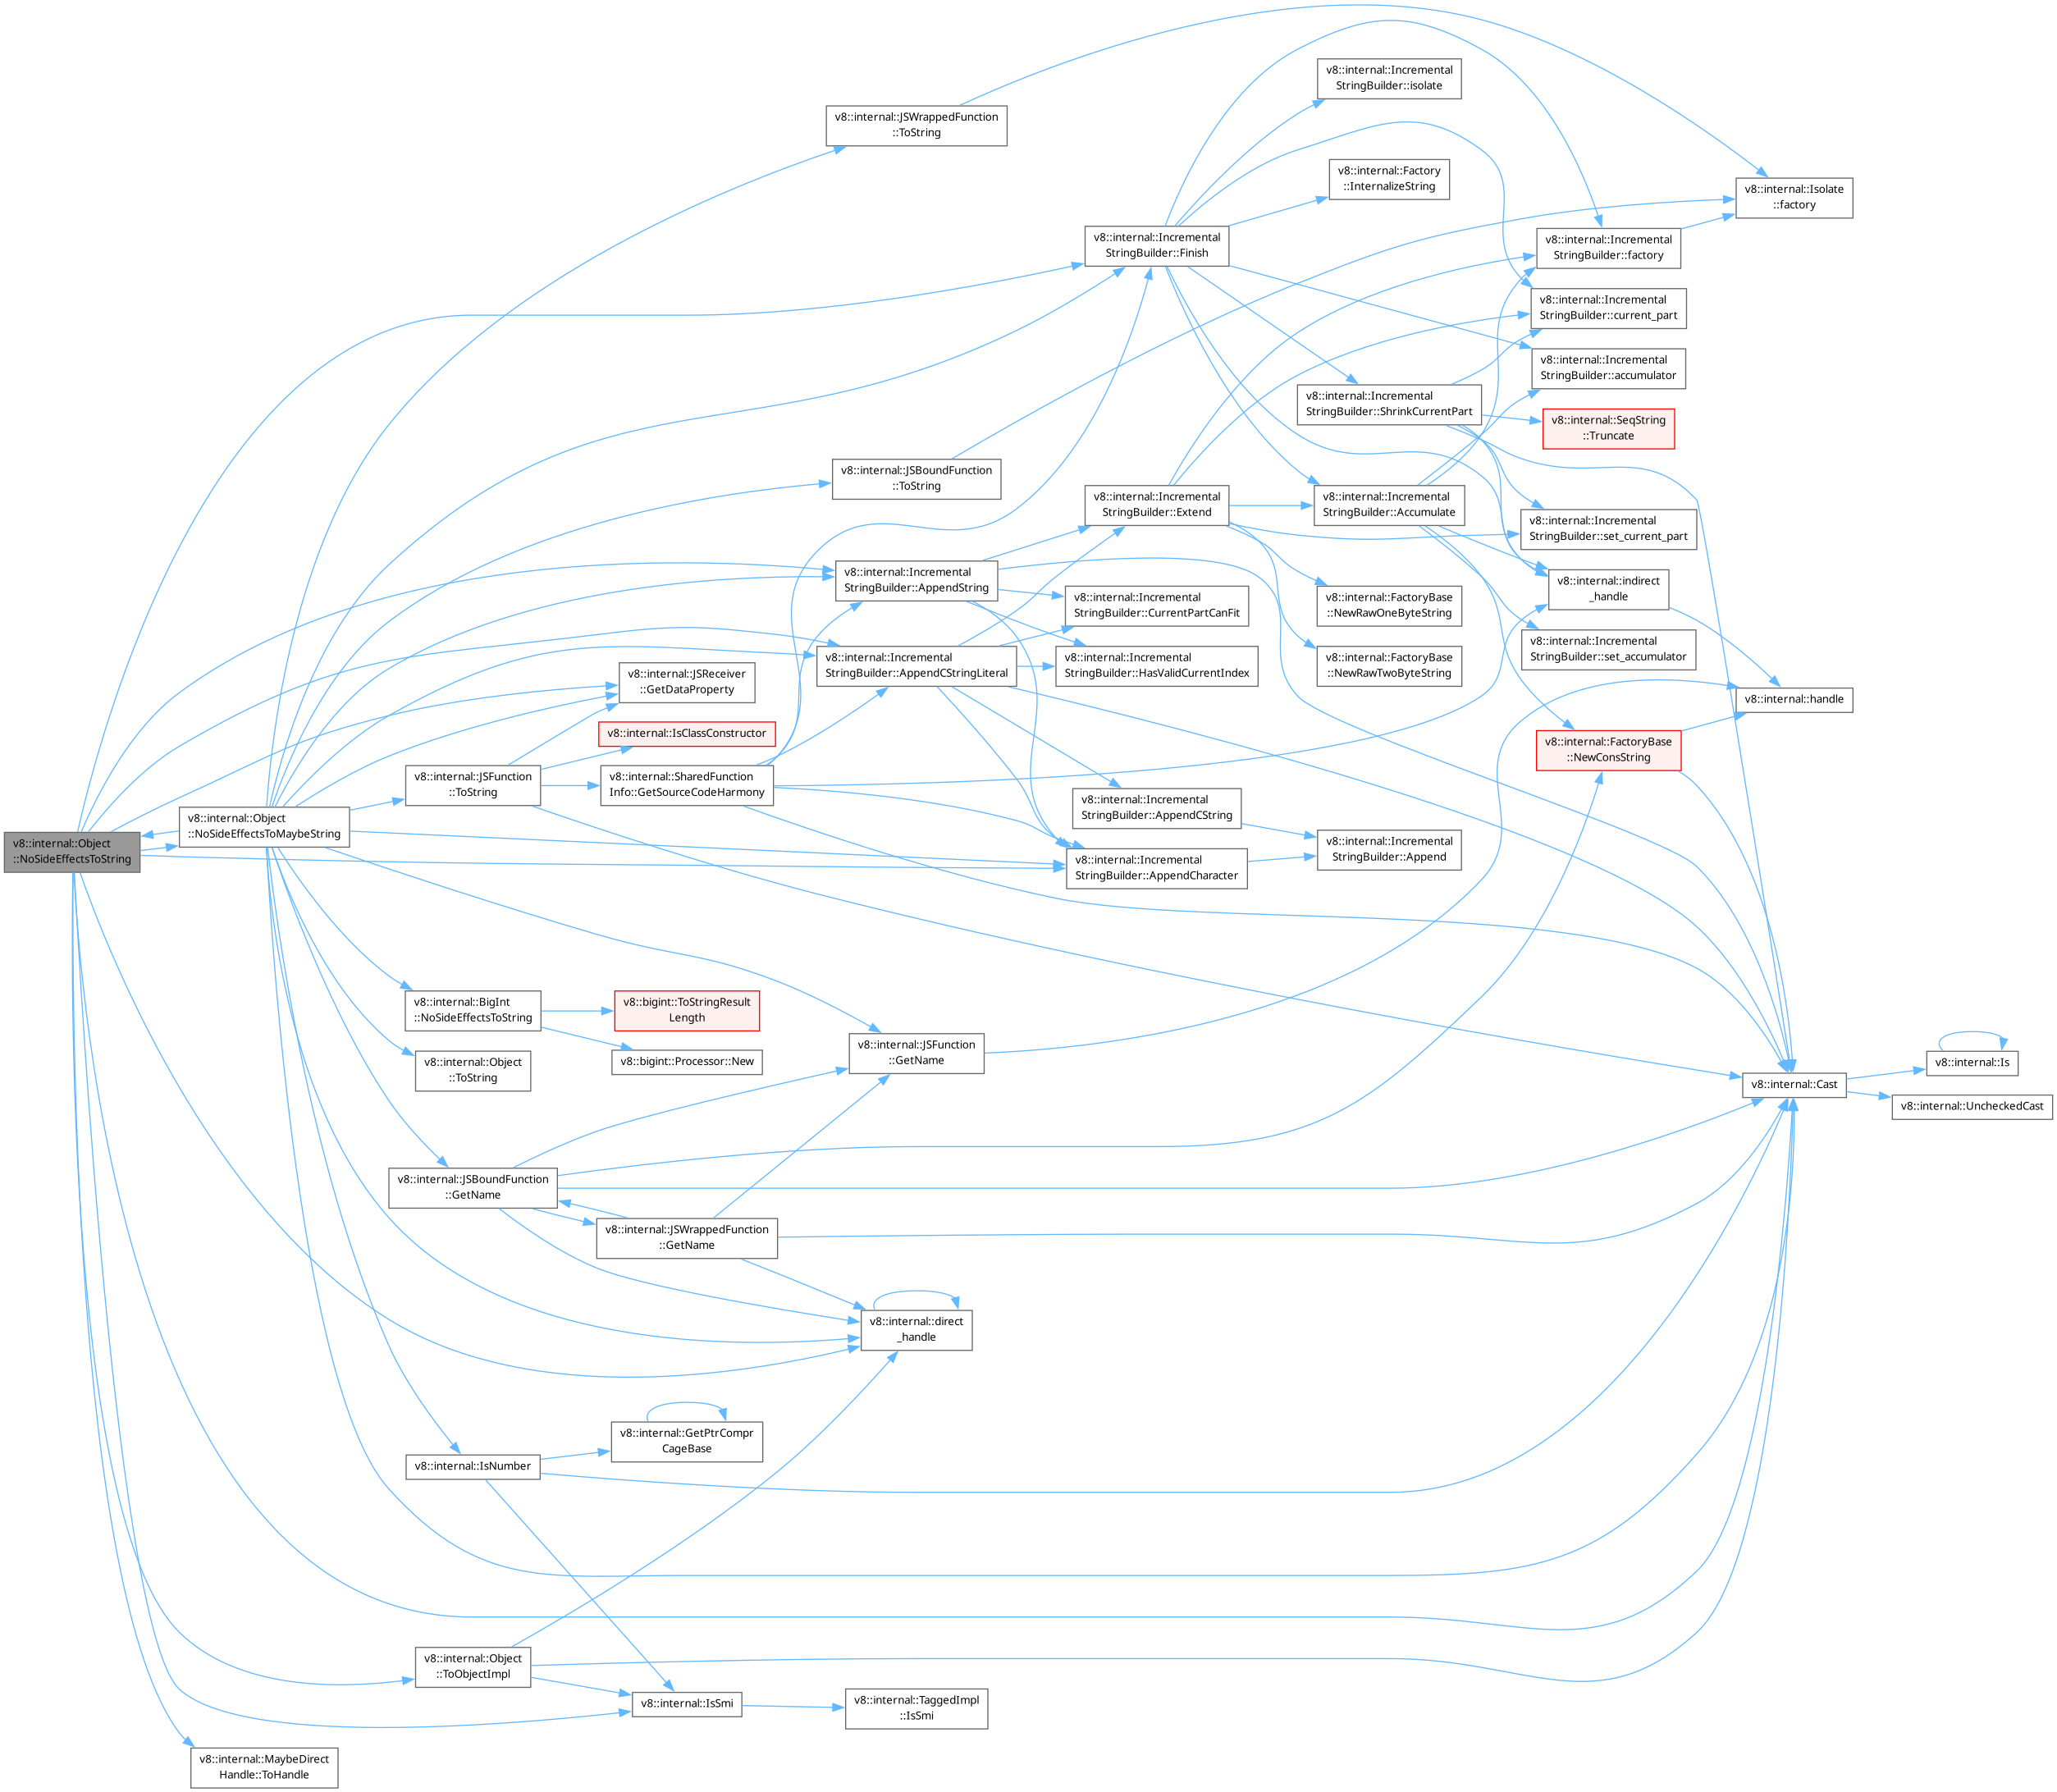 v8::internal::Incremental
StringBuilder::isolate
v8::internal::JSWrappedFunction
::ToString
v8::internal::Factory
::InternalizeString
v8::internal::Isolate
::factory
v8::internal::Incremental
StringBuilder::Finish
v8::internal::Incremental
StringBuilder::factory
v8::internal::Incremental
StringBuilder::current_part
v8::internal::Incremental
StringBuilder::accumulator
v8::internal::Incremental
StringBuilder::ShrinkCurrentPart
v8::internal::SeqString
::Truncate
v8::internal::JSBoundFunction
::ToString
v8::internal::Incremental
StringBuilder::Extend
v8::internal::Incremental
StringBuilder::Accumulate
v8::internal::Incremental
StringBuilder::set_current_part
v8::internal::Incremental
StringBuilder::AppendString
v8::internal::Incremental
StringBuilder::CurrentPartCanFit
v8::internal::FactoryBase
::NewRawOneByteString
v8::internal::indirect
_handle
v8::internal::Incremental
StringBuilder::AppendCStringLiteral
v8::internal::Incremental
StringBuilder::HasValidCurrentIndex
v8::internal::FactoryBase
::NewRawTwoByteString
v8::internal::Incremental
StringBuilder::set_accumulator
v8::internal::JSReceiver
::GetDataProperty
v8::internal::handle
v8::internal::IsClassConstructor
v8::internal::FactoryBase
::NewConsString
v8::internal::JSFunction
::ToString
v8::internal::SharedFunction
Info::GetSourceCodeHarmony
v8::internal::Incremental
StringBuilder::AppendCString
v8::internal::Object
::NoSideEffectsToMaybeString
v8::internal::Object
::NoSideEffectsToString
v8::internal::Incremental
StringBuilder::Append
v8::internal::Incremental
StringBuilder::AppendCharacter
v8::internal::BigInt
::NoSideEffectsToString
v8::bigint::ToStringResult
Length
v8::internal::Object
::ToString
v8::bigint::Processor::New
v8::internal::JSFunction
::GetName
v8::internal::Is
v8::internal::Cast
v8::internal::UncheckedCast
v8::internal::JSBoundFunction
::GetName
v8::internal::JSWrappedFunction
::GetName
v8::internal::direct
_handle
v8::internal::GetPtrCompr
CageBase
v8::internal::IsNumber
v8::internal::Object
::ToObjectImpl
v8::internal::IsSmi
v8::internal::TaggedImpl
::IsSmi
v8::internal::MaybeDirect
Handle::ToHandle